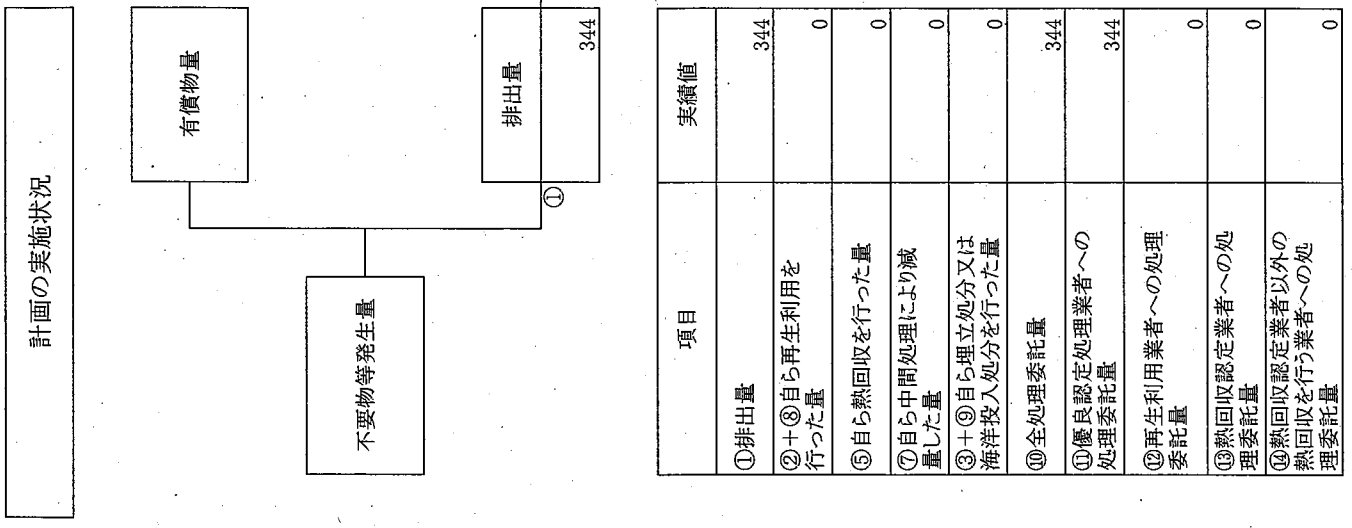 計画の実施状況
有償物量
不要物等発生量
①
排出量
344
項目
実績値
①排出量
344
②+⑧自ら再生利用を
行った量
0
⑤自ら熱回収を行った量
0
⑦自ら中間処理により減
量した量
0
③+⑨自ら埋立処分又は
海洋投入処分を行った量
0
⑩全処理委託量
344
⑪優良認定処理業者への
処理委託量
344
⑫再生利用業者への処理
委託量
0
⑬熱回収認定業者への処
理委託量
0
⑭熱回収認定業者以外の
熱回収を行う業者への処
理委託量
0